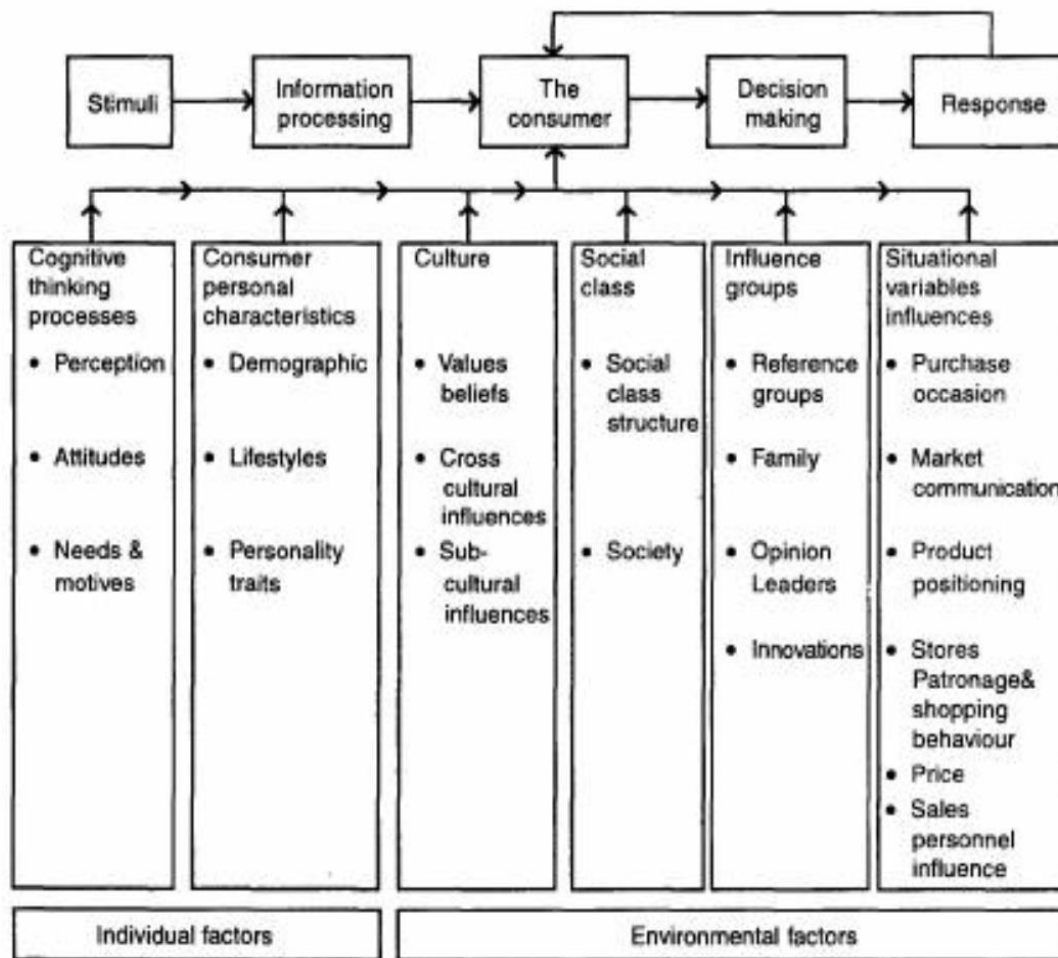 Stimuli
Information
processing
The
consumer
Decision
making
Response
Cognitive
thinking
processes
• Perception
• Attitudes
• Needs &
motives
Consumer
personal
characteristics
• Demographic
• Lifestyles
• Personality
traits
Culture
• Values
beliefs
• Cross
cultural
influences
• Sub-
cultural
influences
Social
class
• Social
class
structure
• Society
Influence
groups
• Reference
groups
• Family
• Opinion
Leaders
• Innovations
Situational
variables
influences
• Purchase
occasion
• Market
communication
• Product
positioning
• Stores
Patronage&
shopping
behaviour
• Price
• Sales
personnel
influence
Individual factors
Environmental factors